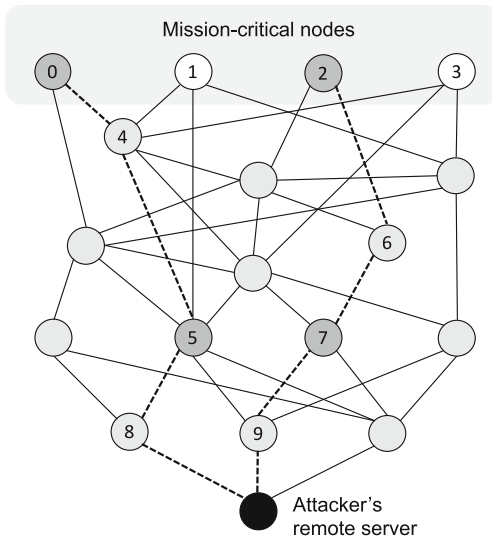 Mission-critical nodes
0 1 2 3
4
6
5 7
8 9
Attacker's
remote server